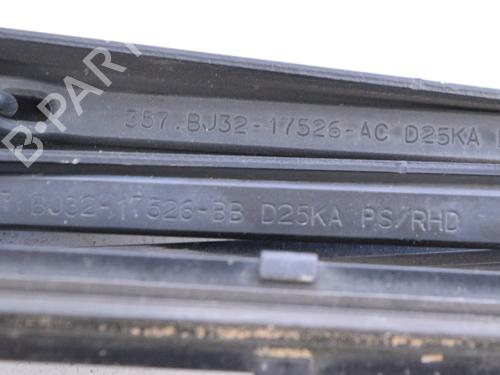 B-PARTS
357.BJ32-17526-AC D25KA
BJ32-17526-BB D25KA PS/RHD